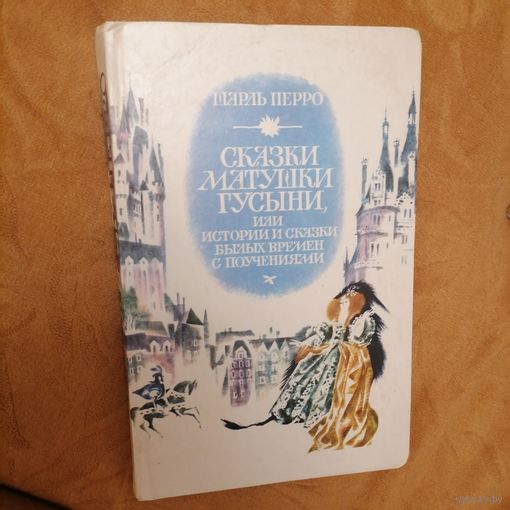 ШАРЛЬ ПЕРРО
СКАЗКИ
МАТУШКИ
ГУСЫНИ,
ИЛИ
ИСТОРИИ И СКАЗКИ
БЫЛЫХ ВРЕМЕН
С ПОУЧЕНИЯМИ